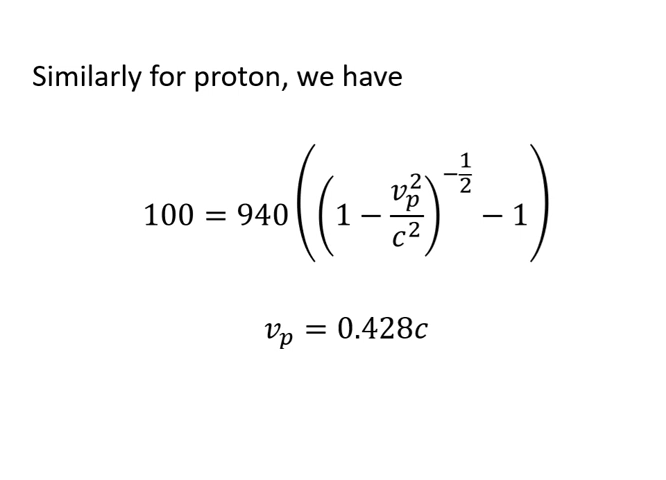 Similarly for proton, we have
100 = 940((1 − v_p^2/c^2)^{−1/2} − 1)
v_p = 0.428c